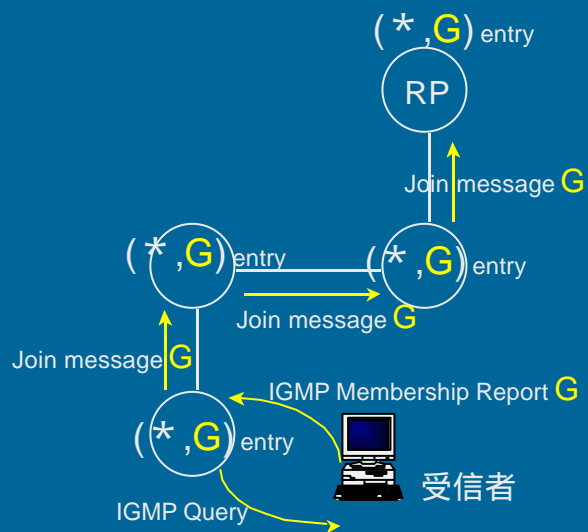 (*,G) entry
RP
Join message G
(*,G) entry
(*,G) entry
Join message G
Join message G
IGMP Membership Report G
(*,G) entry
受信者
IGMP Query